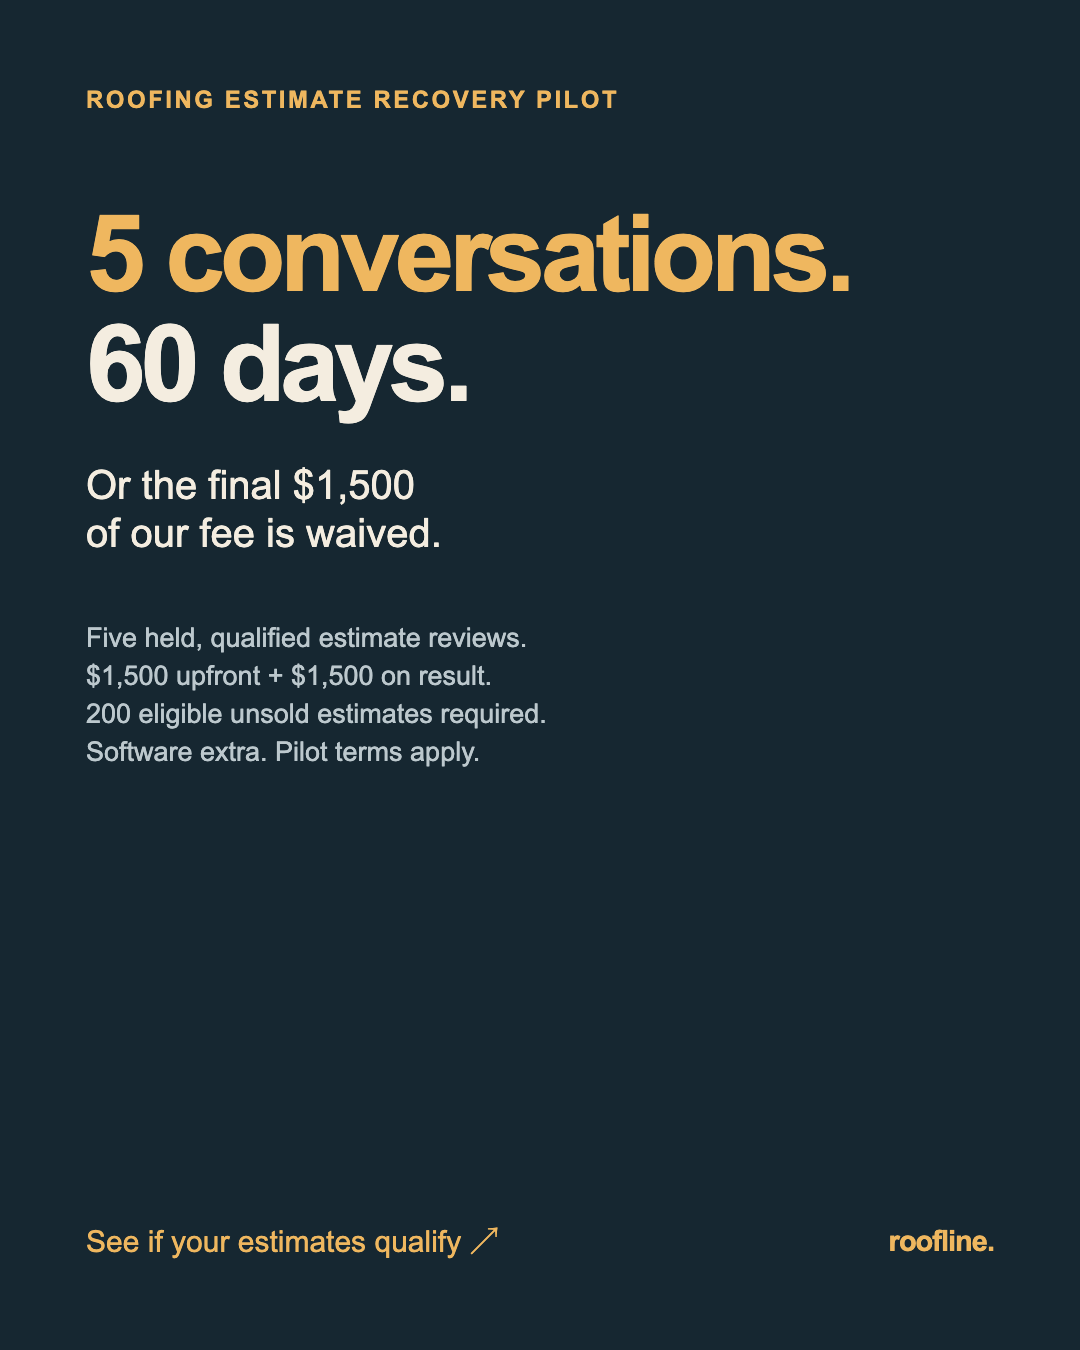 ROOFING ESTIMATE RECOVERY PILOT
5 conversations.
60 days.
Or the final $1,500
of our fee is waived.
Five held, qualified estimate reviews.
$1,500 upfront + $1,500 on result.
200 eligible unsold estimates required.
Software extra. Pilot terms apply.
See if your estimates qualify ↗
roofline.